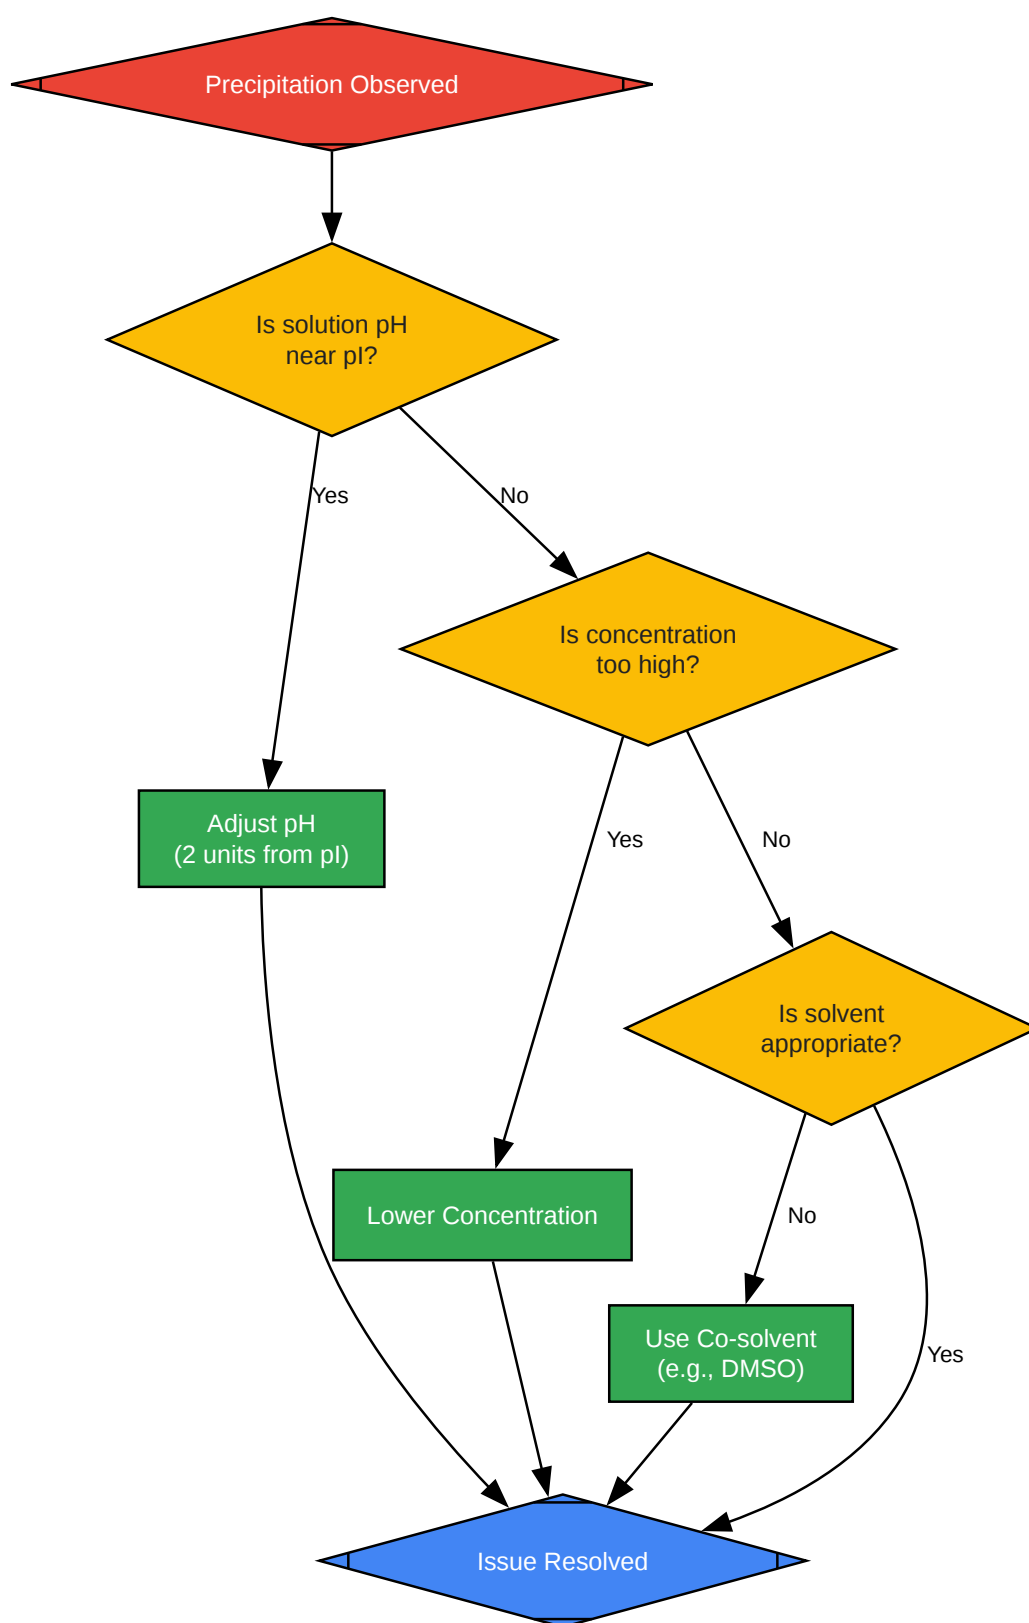 Precipitation Observed
Is solution pH
near pI?
Yes
No
Is concentration
too high?
Adjust pH
(2 units from pI)
Yes
No
Is solvent
appropriate?
Lower Concentration
No
Use Co-solvent
(e.g., DMSO)
Yes
Issue Resolved